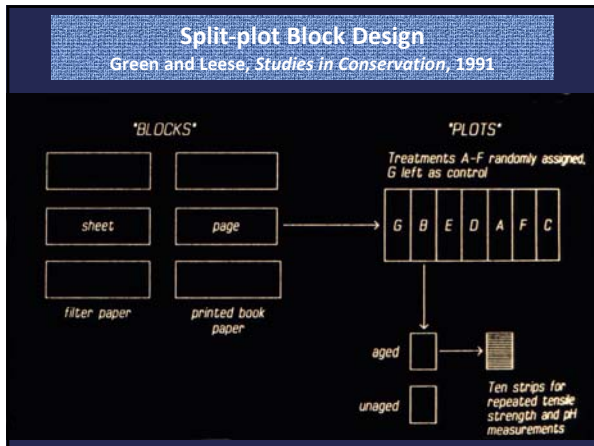 Split-plot Block Design
Green and Leese, Studies in Conservation, 1991
"BLOCKS"
"PLOTS"
Treatments A-F randomly assigned,
G left as control
sheet
page
G B E D A F C
filter paper
printed book
paper
aged
unaged
Ten strips for
repeated tensile
strength and pH
measurements